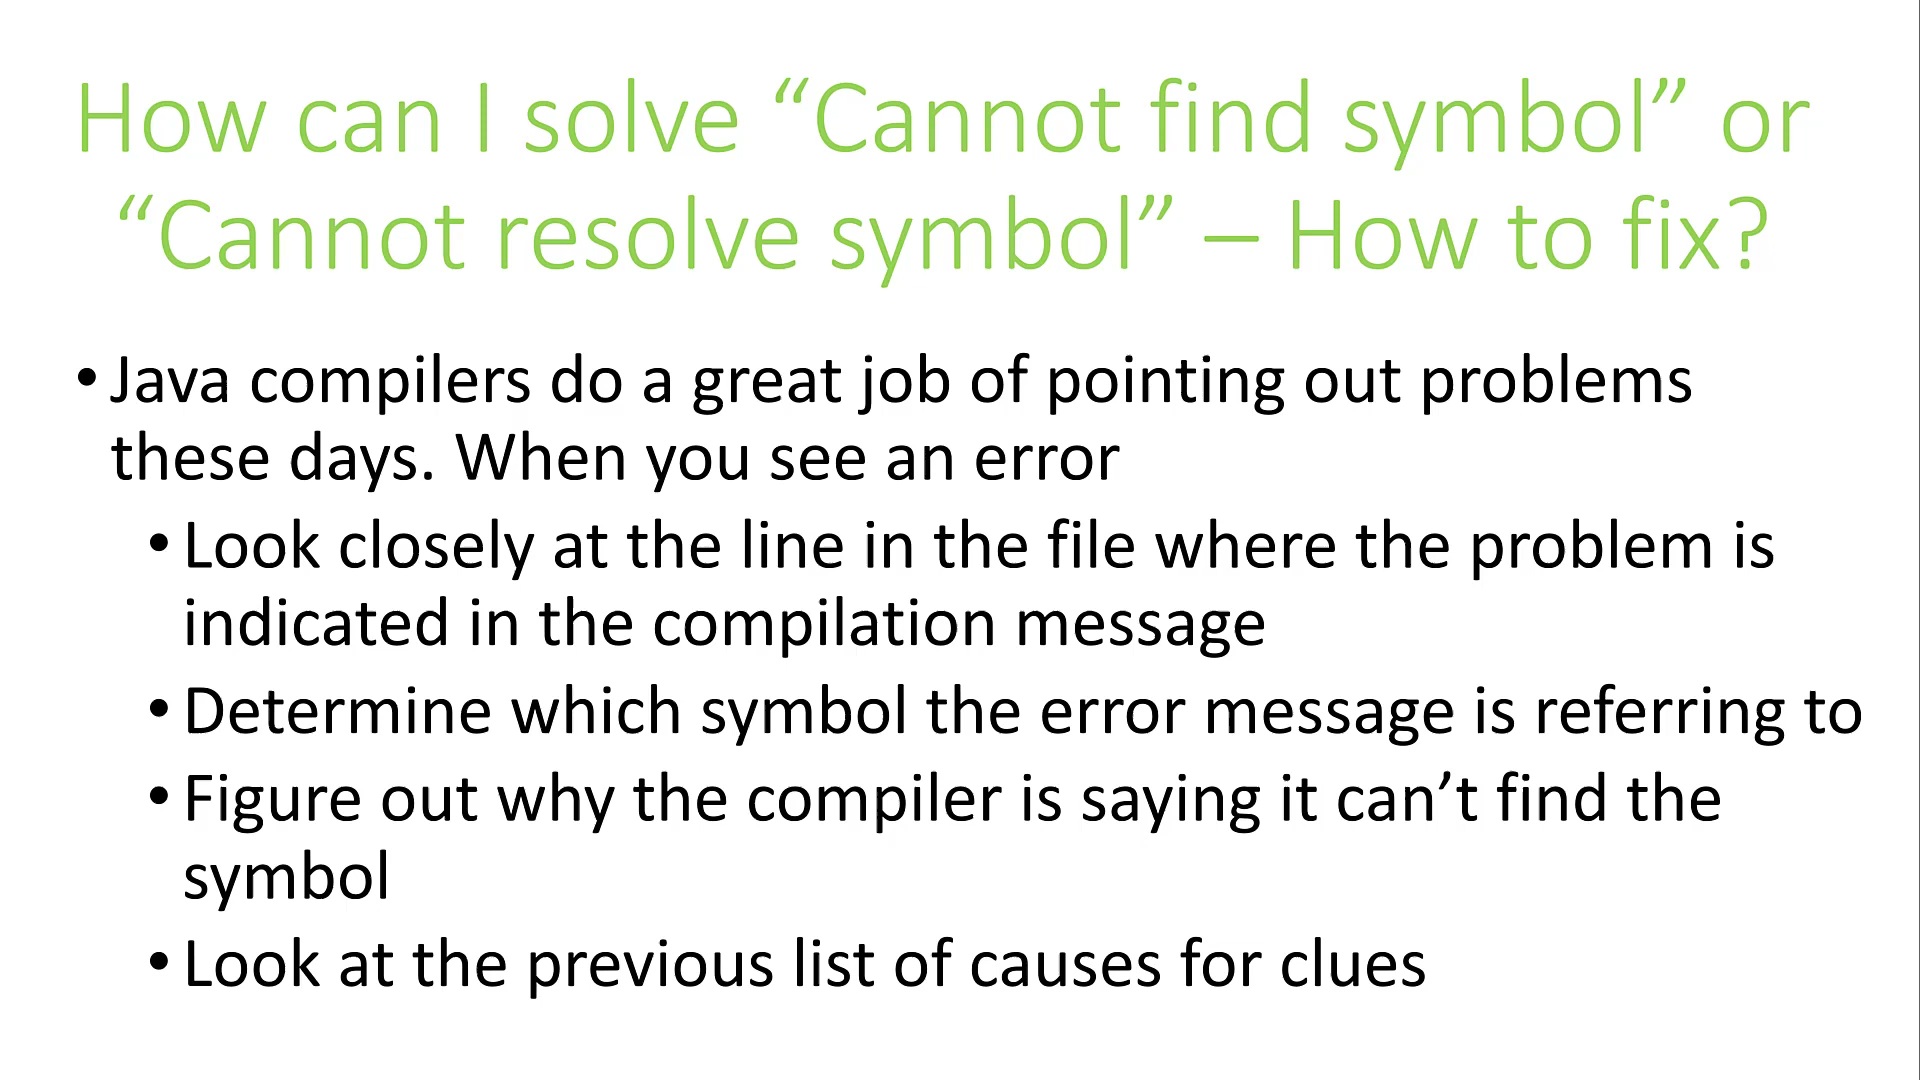 How can I solve “Cannot find symbol” or
“Cannot resolve symbol” – How to fix?
• Java compilers do a great job of pointing out problems
these days. When you see an error
• Look closely at the line in the file where the problem is
indicated in the compilation message
• Determine which symbol the error message is referring to
• Figure out why the compiler is saying it can’t find the
symbol
• Look at the previous list of causes for clues